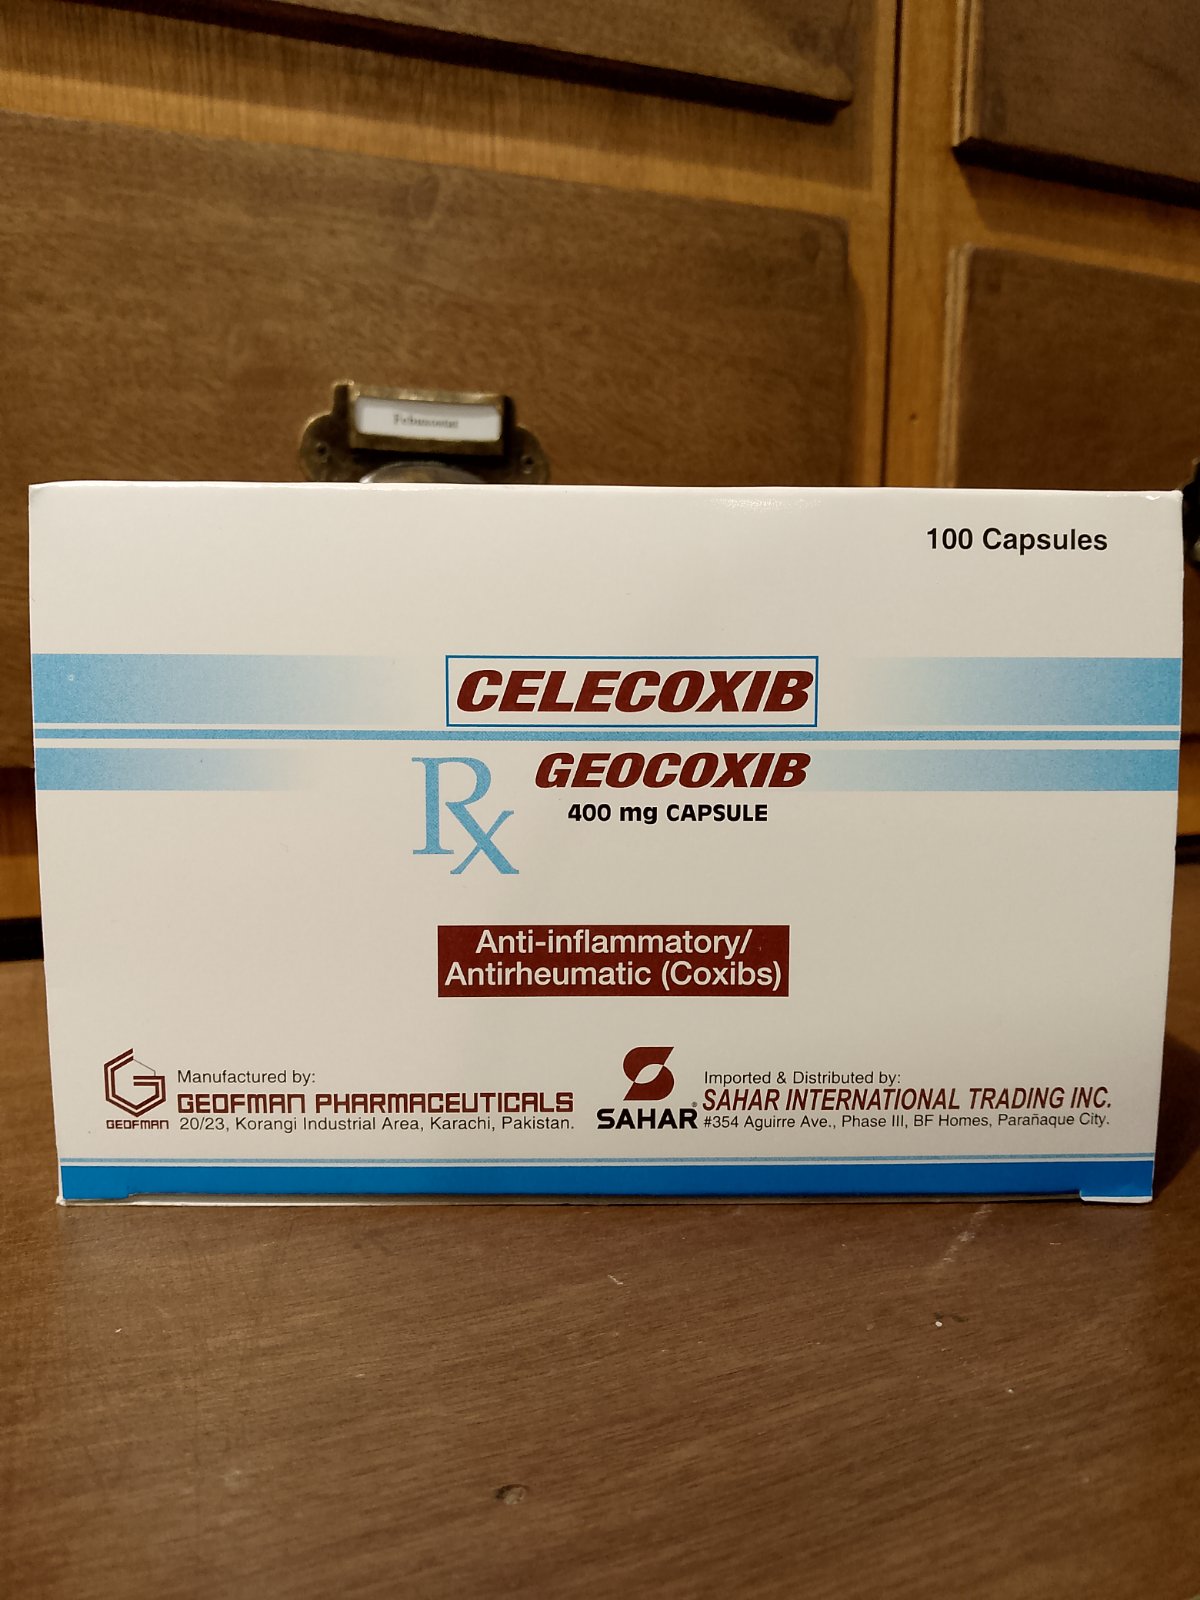 Febuxostat
100 Capsules
CELECOXIB
Rx
GEOCOXIB
400 mg CAPSULE
Anti-inflammatory/
Antirheumatic (Coxibs)
GEOFMAN
Manufactured by:
GEOFMAN PHARMACEUTICALS
20/23, Korangi Industrial Area, Karachi, Pakistan.
SAHAR®
Imported & Distributed by:
SAHAR INTERNATIONAL TRADING INC.
#354 Aguirre Ave., Phase III, BF Homes, Parañaque City.